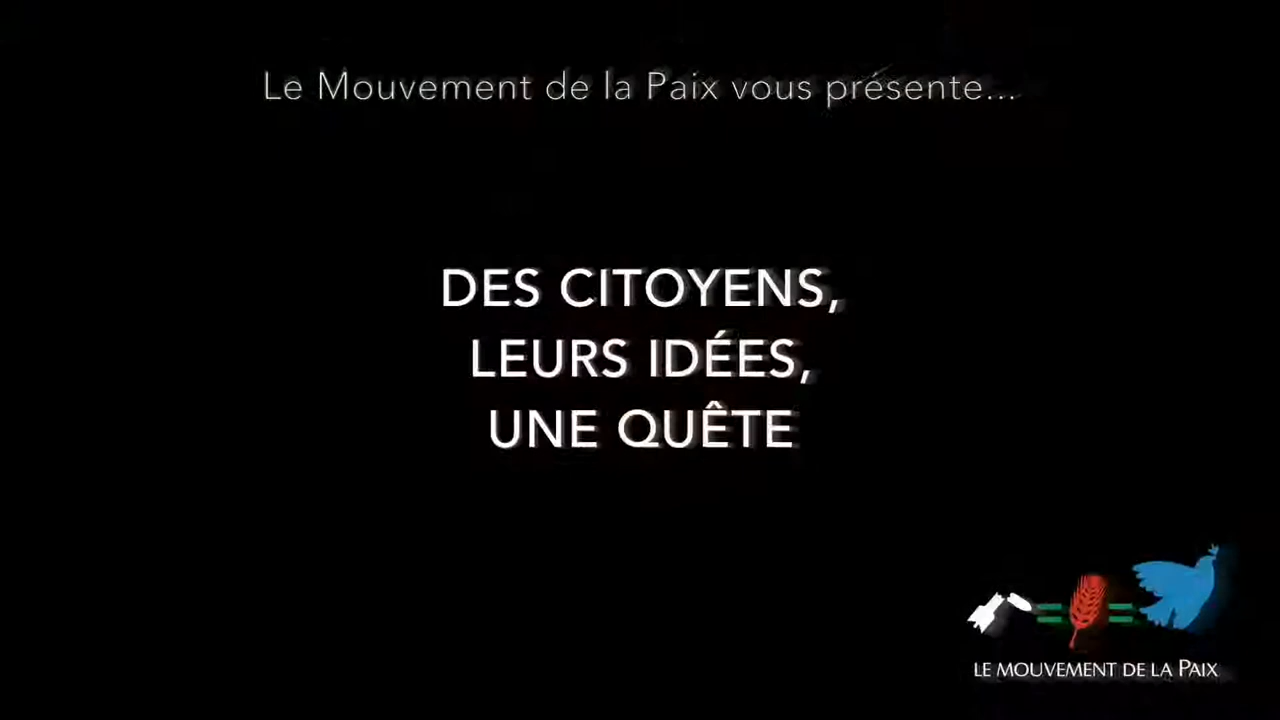 Le Mouvement de la Paix vous présente...
DES CITOYENS,
LEURS IDÉES,
UNE QUÊTE
LE MOUVEMENT DE LA PAIX